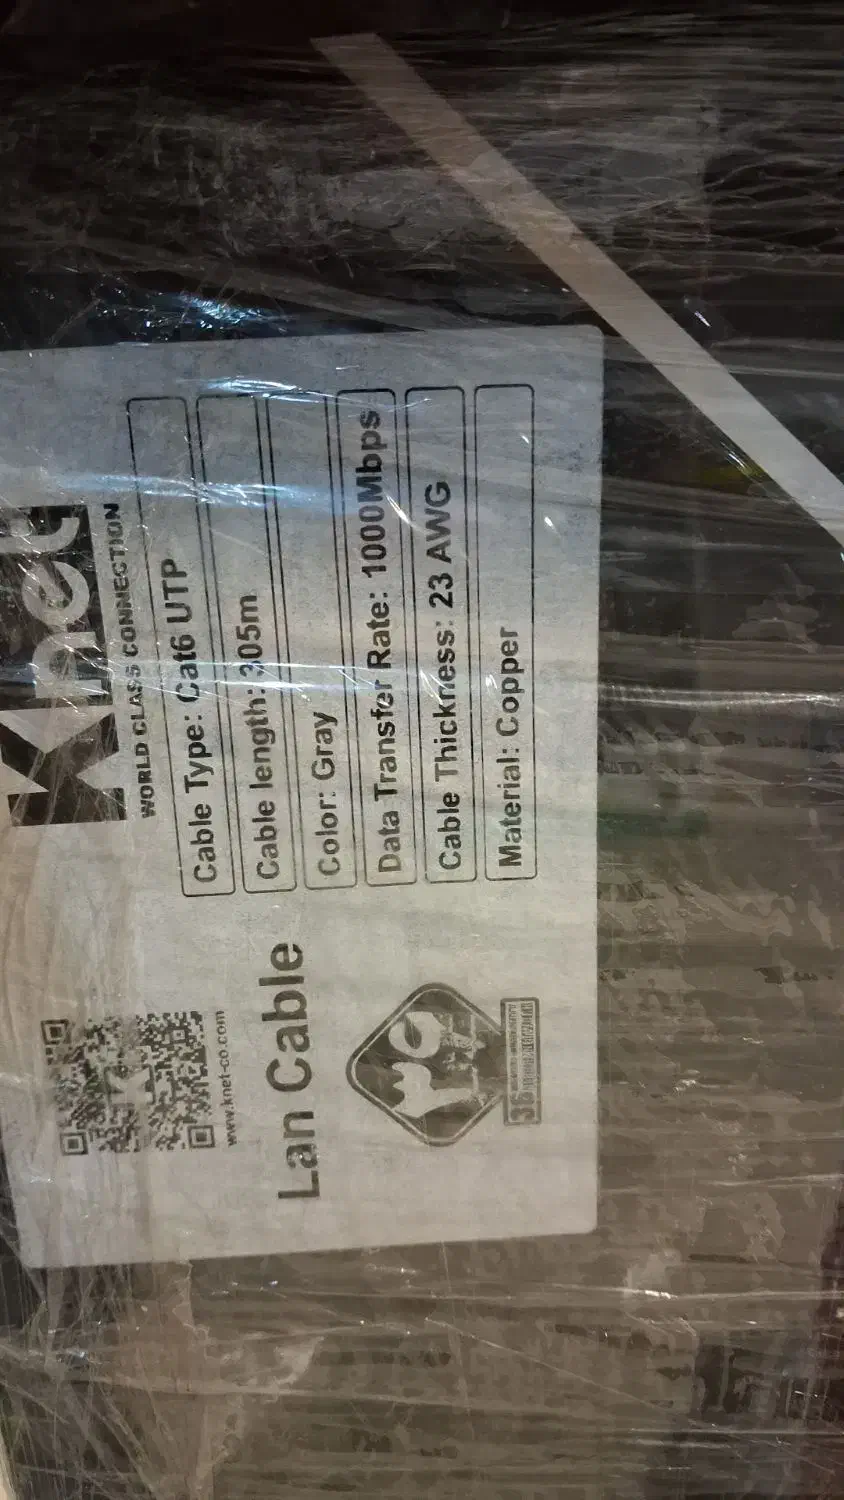 Knet
WORLD CLASS CONNECTION
Cable Type: Cat6 UTP
Cable length: 305m
Color: Gray
Data Transfer Rate: 1000Mbps
Cable Thickness: 23 AWG
Material: Copper
www.knet-co.com
Lan Cable
36